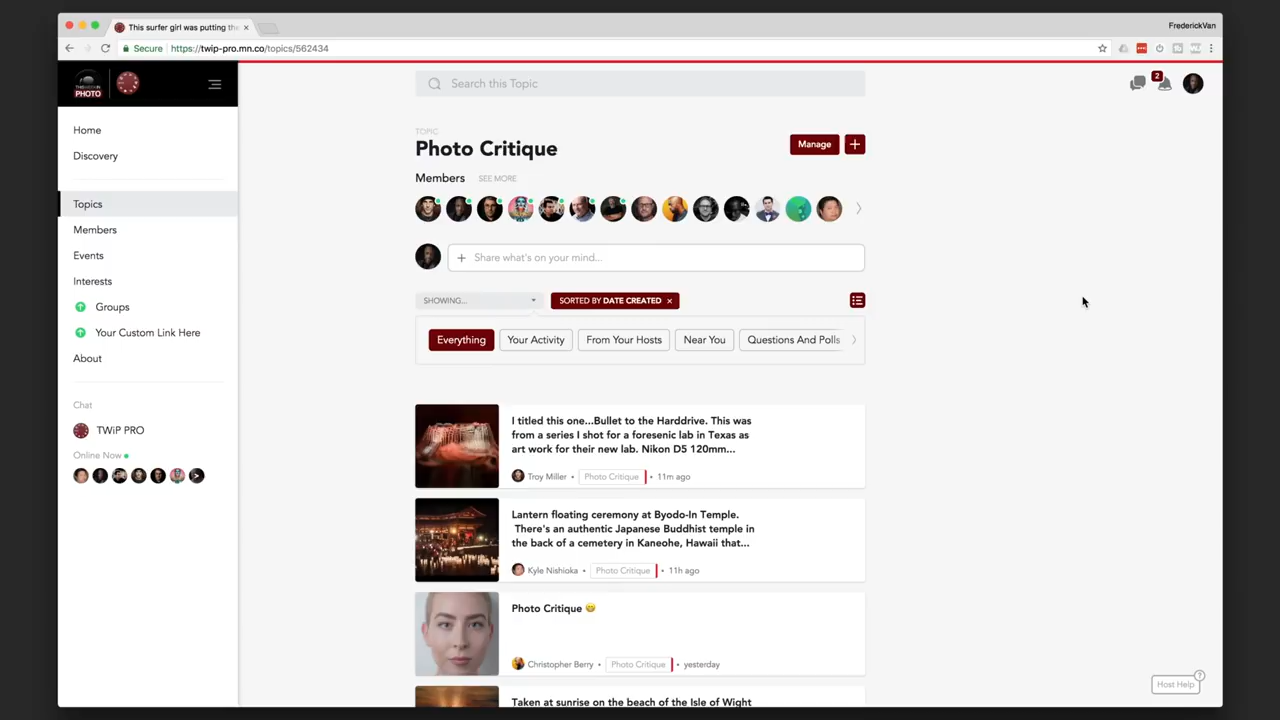 This surfer girl was putting the
FrederickVan
Secure
https://twip-pro.mn.co/topics/562434
PHOTO
Search this Topic
2
Home
Discovery
Topics
Members
Events
Interests
Groups
Your Custom Link Here
About
Chat
TWiP PRO
Online Now
TOPIC
Photo Critique
Manage
+
Members
SEE MORE
+ Share what's on your mind...
SHOWING...
SORTED BY DATE CREATED ×
Everything
Your Activity
From Your Hosts
Near You
Questions And Polls
I titled this one...Bullet to the Harddrive. This was
from a series I shot for a foresenic lab in Texas as
art work for their new lab. Nikon D5 120mm...
Troy Miller • Photo Critique • 11m ago
Lantern floating ceremony at Byodo-In Temple.
There's an authentic Japanese Buddhist temple in
the back of a cemetery in Kaneohe, Hawaii that...
Kyle Nishioka • Photo Critique • 11h ago
Photo Critique 😄
Christopher Berry • Photo Critique • yesterday
Taken at sunrise on the beach of the Isle of Wight
Host Help
?